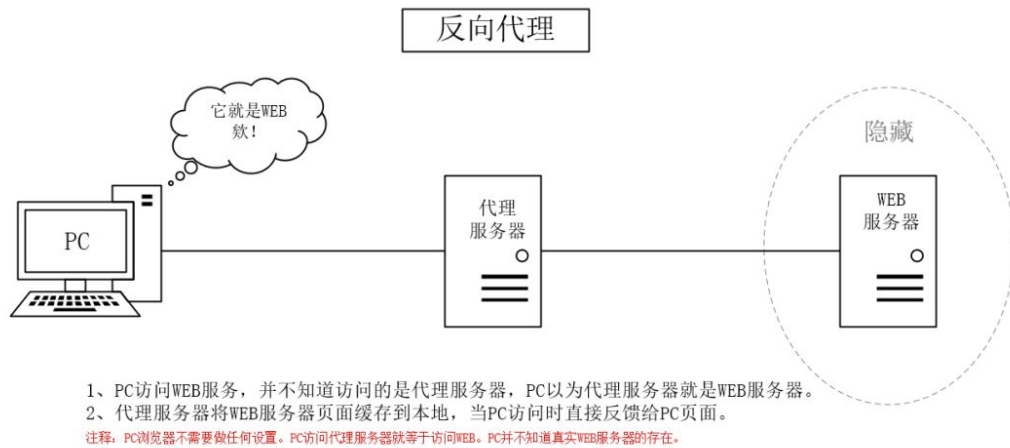 反向代理
它就是WEB
欸！
隐藏
PC
代理
服务器
WEB
服务器
1、PC访问WEB服务，并不知道访问的是代理服务器，PC以为代理服务器就是WEB服务器。
2、代理服务器将WEB服务器页面缓存到本地，当PC访问时直接反馈给PC页面。
注释：PC浏览器不需要做任何设置。PC访问代理服务器就等于访问WEB。PC并不知道真实WEB服务器的存在。